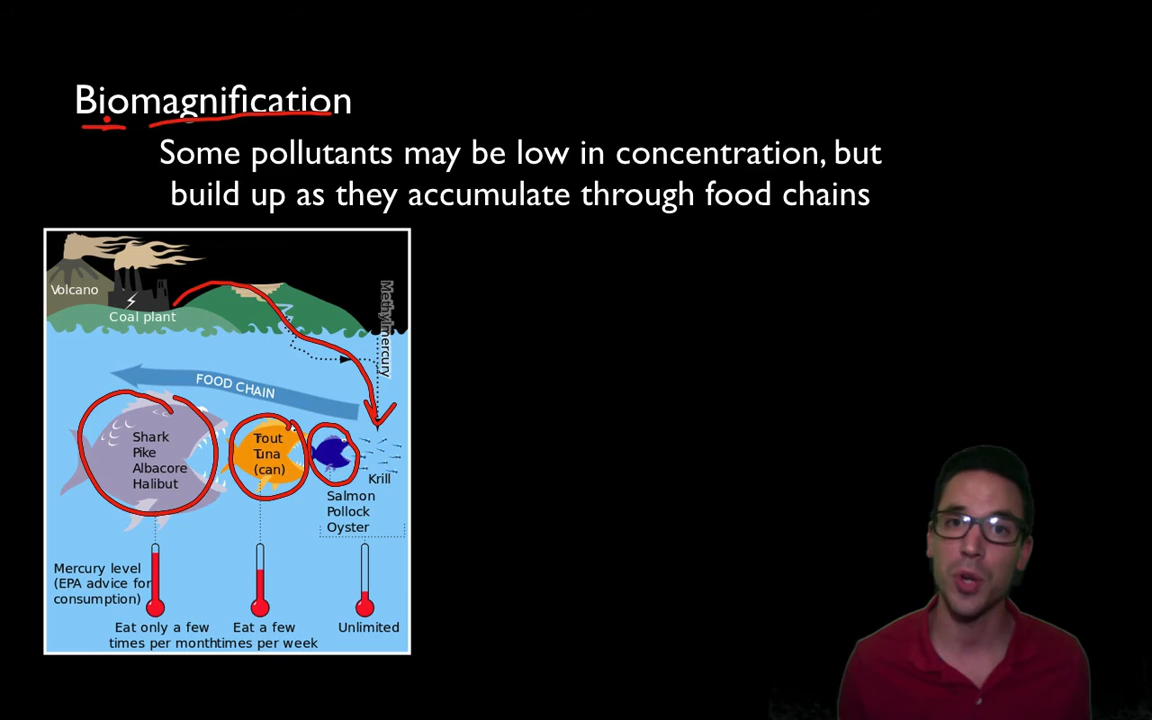 Biomagnification
Some pollutants may be low in concentration, but
build up as they accumulate through food chains
Volcano
Coal plant
Methylmercury
FOOD CHAIN
Shark
Pike
Albacore
Halibut
Trout
Tuna
(can)
Krill
Salmon
Pollock
Oyster
Mercury level
(EPA advice for
consumption)
Eat only a few
times per month
Eat a few
times per week
Unlimited